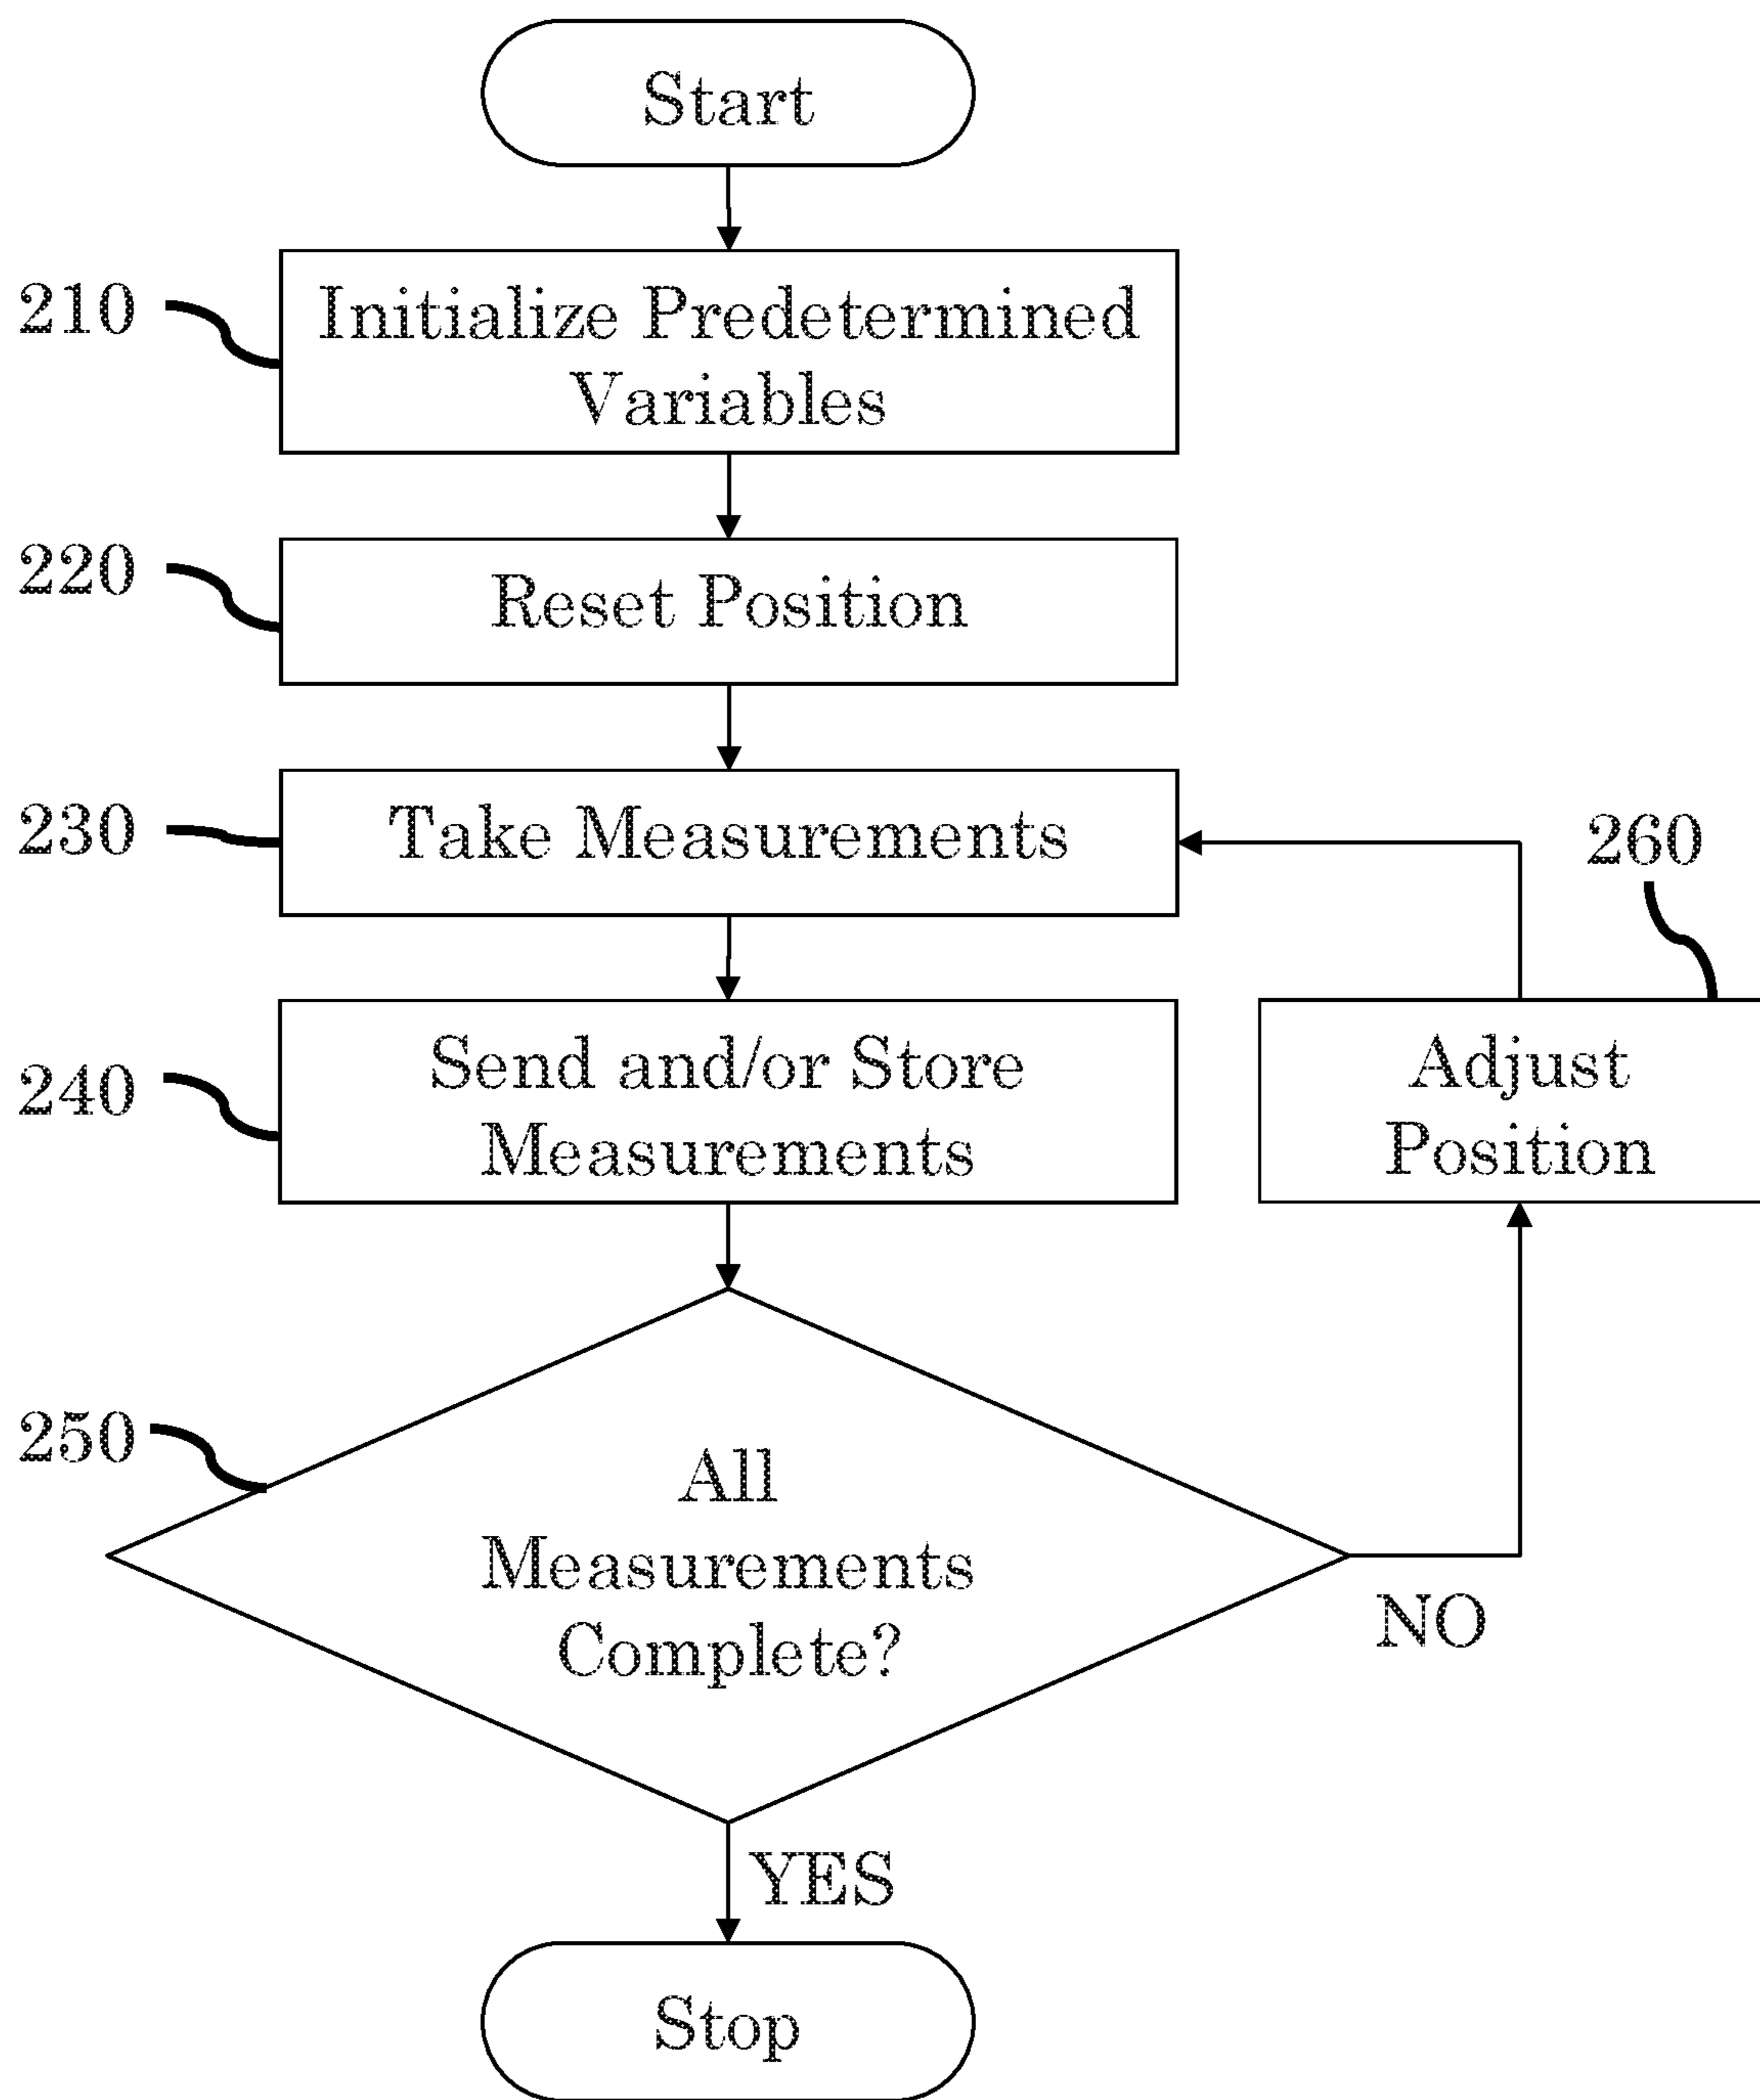 Start
210
Initialize Predetermined
Variables
220
Reset Position
230
Take Measurements
260
240
Send and/or Store
Measurements
Adjust
Position
250
All
Measurements
Complete?
NO
YES
Stop